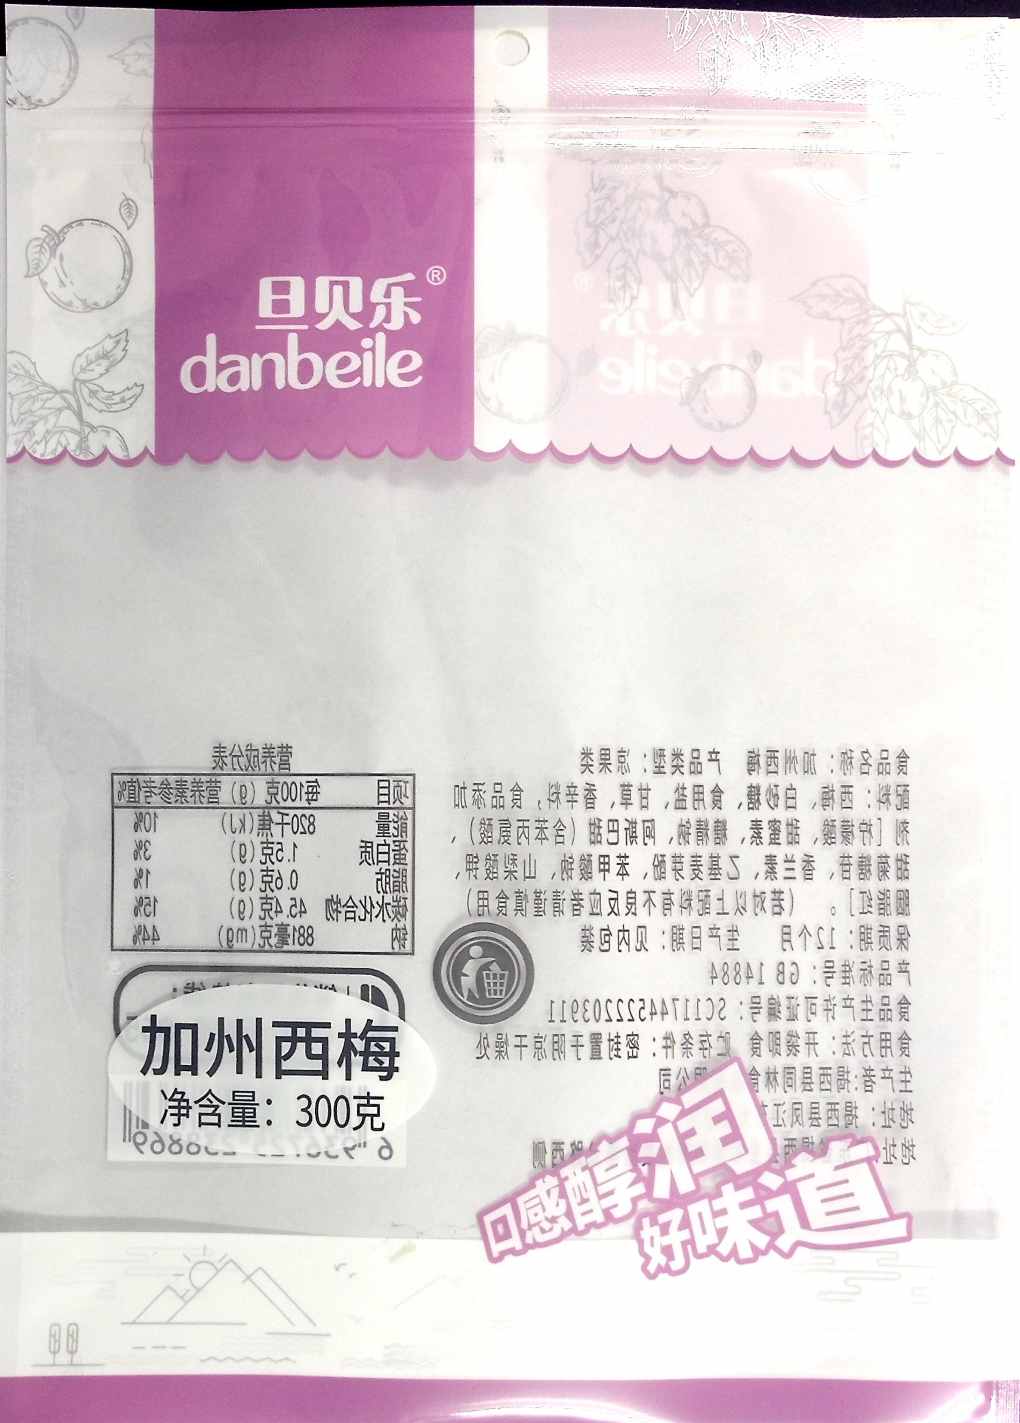 旦贝乐®
danbeile
营养成分表
项目 每100克(g) 营养素参考值%
能量 820千焦(kJ) 10%
蛋白质 1.5克(g) 3%
脂肪 0.6克(g) 1%
碳水化合物 45.4克(g) 15%
钠 881毫克(mg) 44%
食品名称：加州西梅 产品类型：凉果类
配料：西梅、白砂糖、食用盐、甘草、香辛料，食品添加
剂［柠檬酸、甜蜜素、糖精钠、阿斯巴甜（含苯丙氨酸）、
甜菊糖苷、香兰素、乙基麦芽酚、苯甲酸钠、山梨酸钾、
胭脂红］。（若对以上配料有不良反应者请谨慎食用）
保质期：12个月 生产日期：见内包装
产品标准号：GB 14884
食品生产许可证编号：SC11744522203911
食用方法：开袋即食 贮存条件：密封置于阴凉干燥处
生产者:揭西县同林食 公司
地址：揭西县凤江
地址 路西侧
加州西梅
净含量：300克
6 936725 238869
口感醇润
好味道